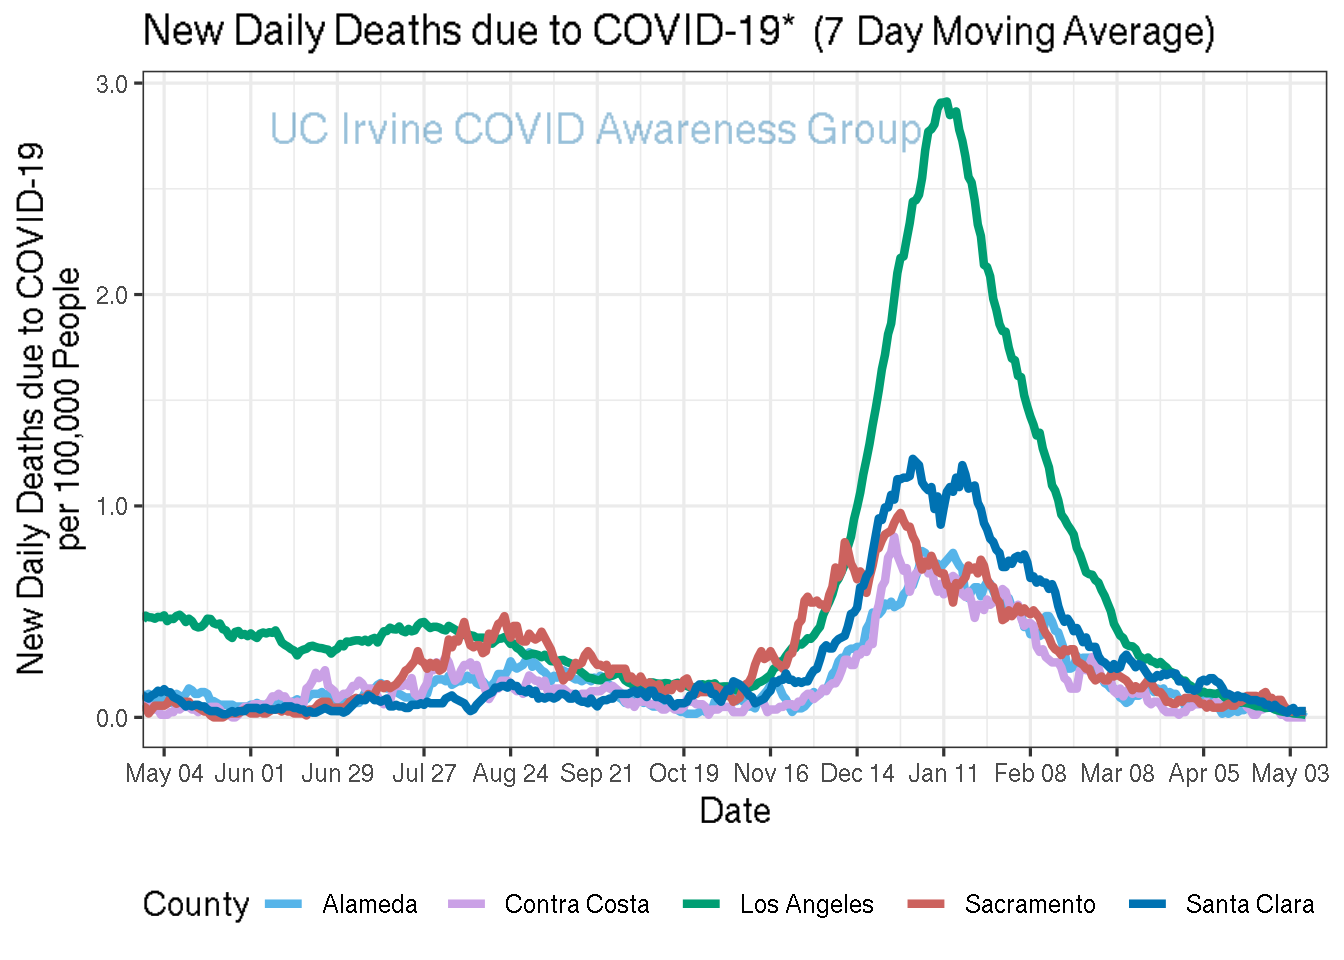 New Daily Deaths due to COVID-19* (7 Day Moving Average)
UC Irvine COVID Awareness Group
New Daily Deaths due to COVID-19
per 100,000 People
3.0
2.0
1.0
0.0
May 04 Jun 01 Jun 29 Jul 27 Aug 24 Sep 21 Oct 19 Nov 16 Dec 14 Jan 11 Feb 08 Mar 08 Apr 05 May 03
Date
County Alameda Contra Costa Los Angeles Sacramento Santa Clara